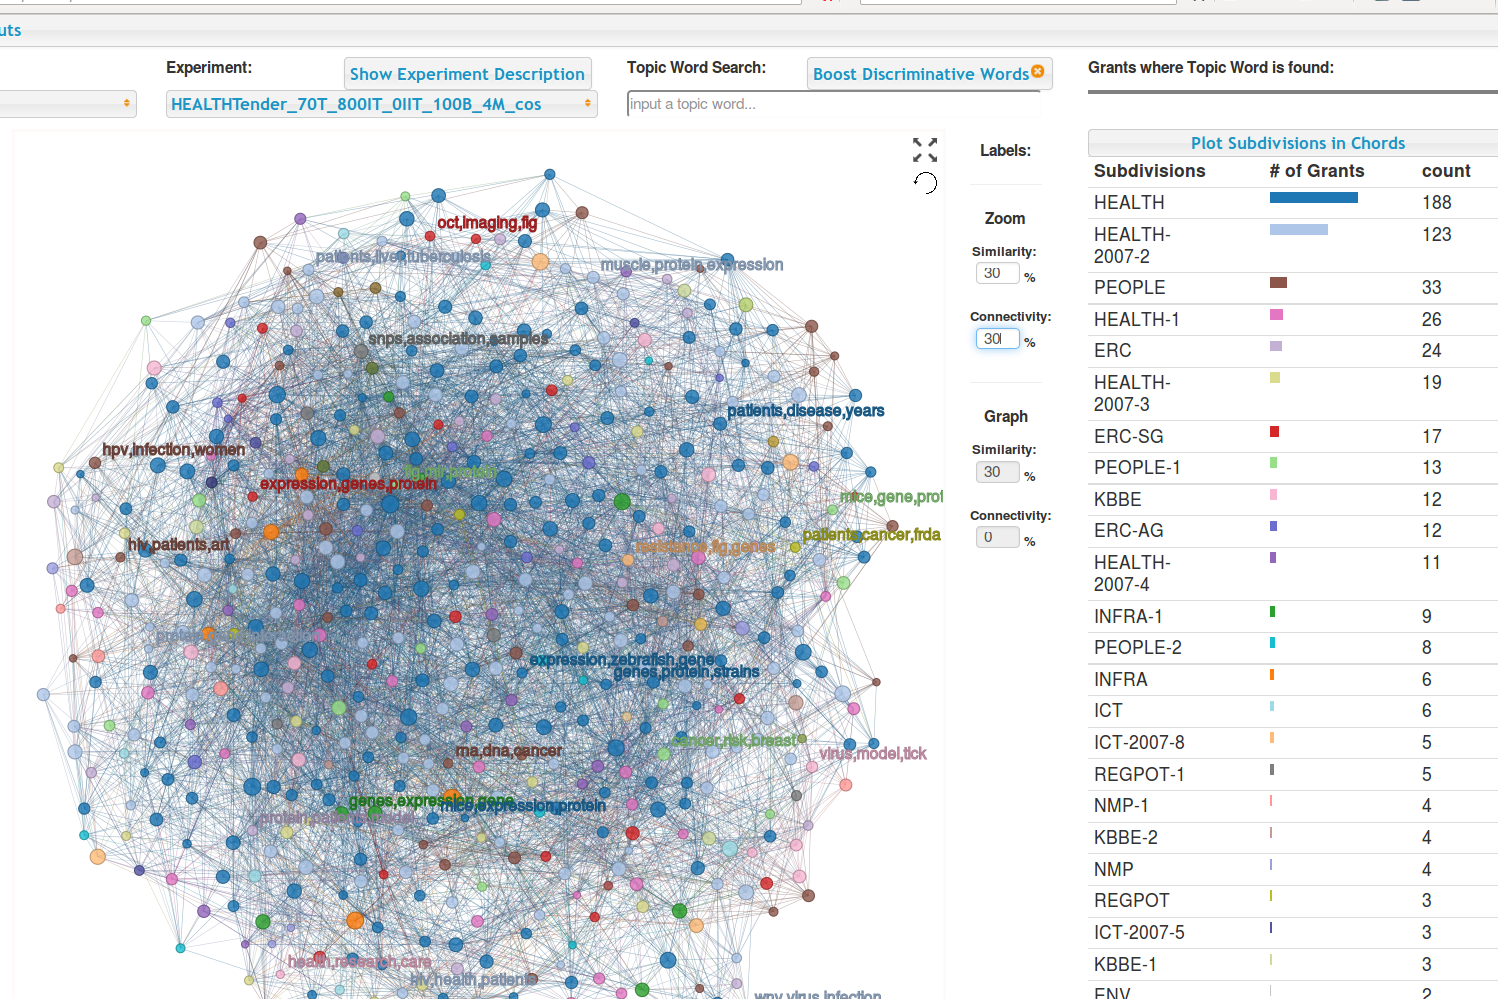 uts
Experiment:
Show Experiment Description
Topic Word Search:
Boost Discriminative Words
Grants where Topic Word is found:
HEALTHTender_70T_800IT_0IIT_100B_4M_cos
input a topic word...
Labels:
Zoom
Similarity:
30 %
Connectivity:
30 %
Graph
Similarity:
30 %
Connectivity:
0 %
oct,imaging,fig
patients,liver,tuberculosis
muscle,protein,expression
snps,association,samples
patients,disease,years
hpv,infection,women
expression,genes,protein
mice,gene,prot
patients,cancer,frda
hiv,patients,art
resistance,fig,genes
expression,zebrafish,gene
genes,protein,strains
cancer,risk,breast
rna,dna,cancer
virus,model,tick
genes,expression,gene
mice,expression,protein
protein,patients,model
health,research,care
hiv,health,patients
wnv,virus,infection
Plot Subdivisions in Chords
Subdivisions # of Grants count
HEALTH 188
HEALTH-
2007-2 123
PEOPLE 33
HEALTH-1 26
ERC 24
HEALTH-
2007-3 19
ERC-SG 17
PEOPLE-1 13
KBBE 12
ERC-AG 12
HEALTH-
2007-4 11
INFRA-1 9
PEOPLE-2 8
INFRA 6
ICT 6
ICT-2007-8 5
REGPOT-1 5
NMP-1 4
KBBE-2 4
NMP 4
REGPOT 3
ICT-2007-5 3
KBBE-1 3
ENV 2